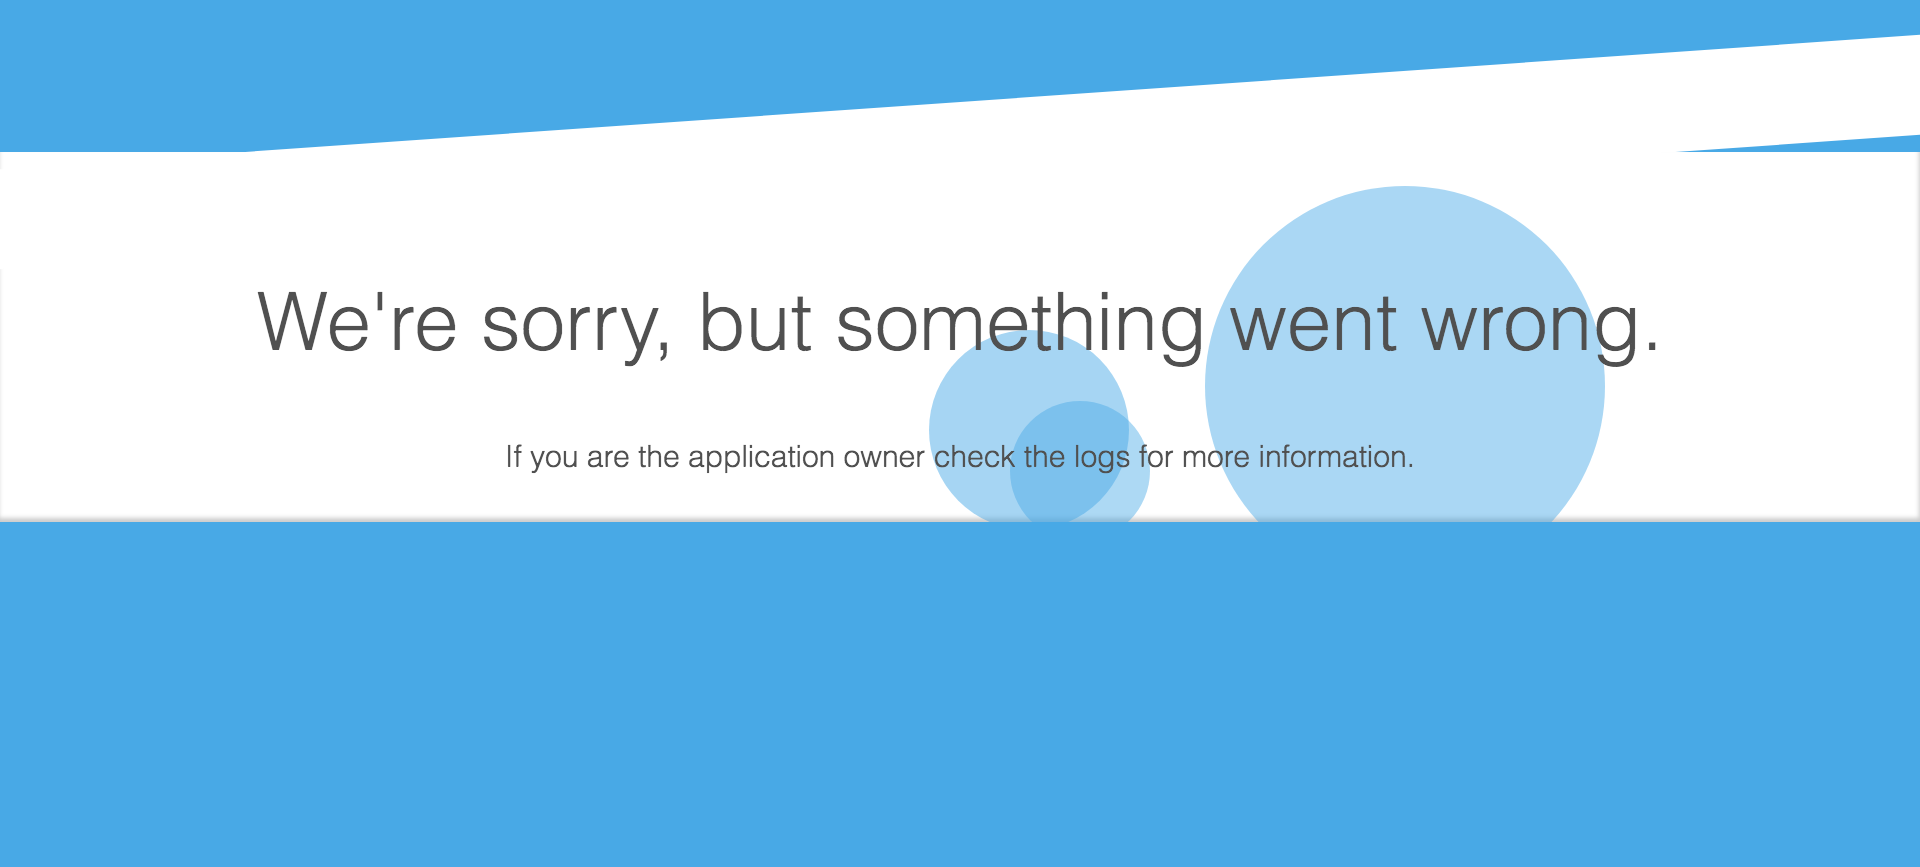 We're sorry, but something went wrong.
If you are the application owner check the logs for more information.